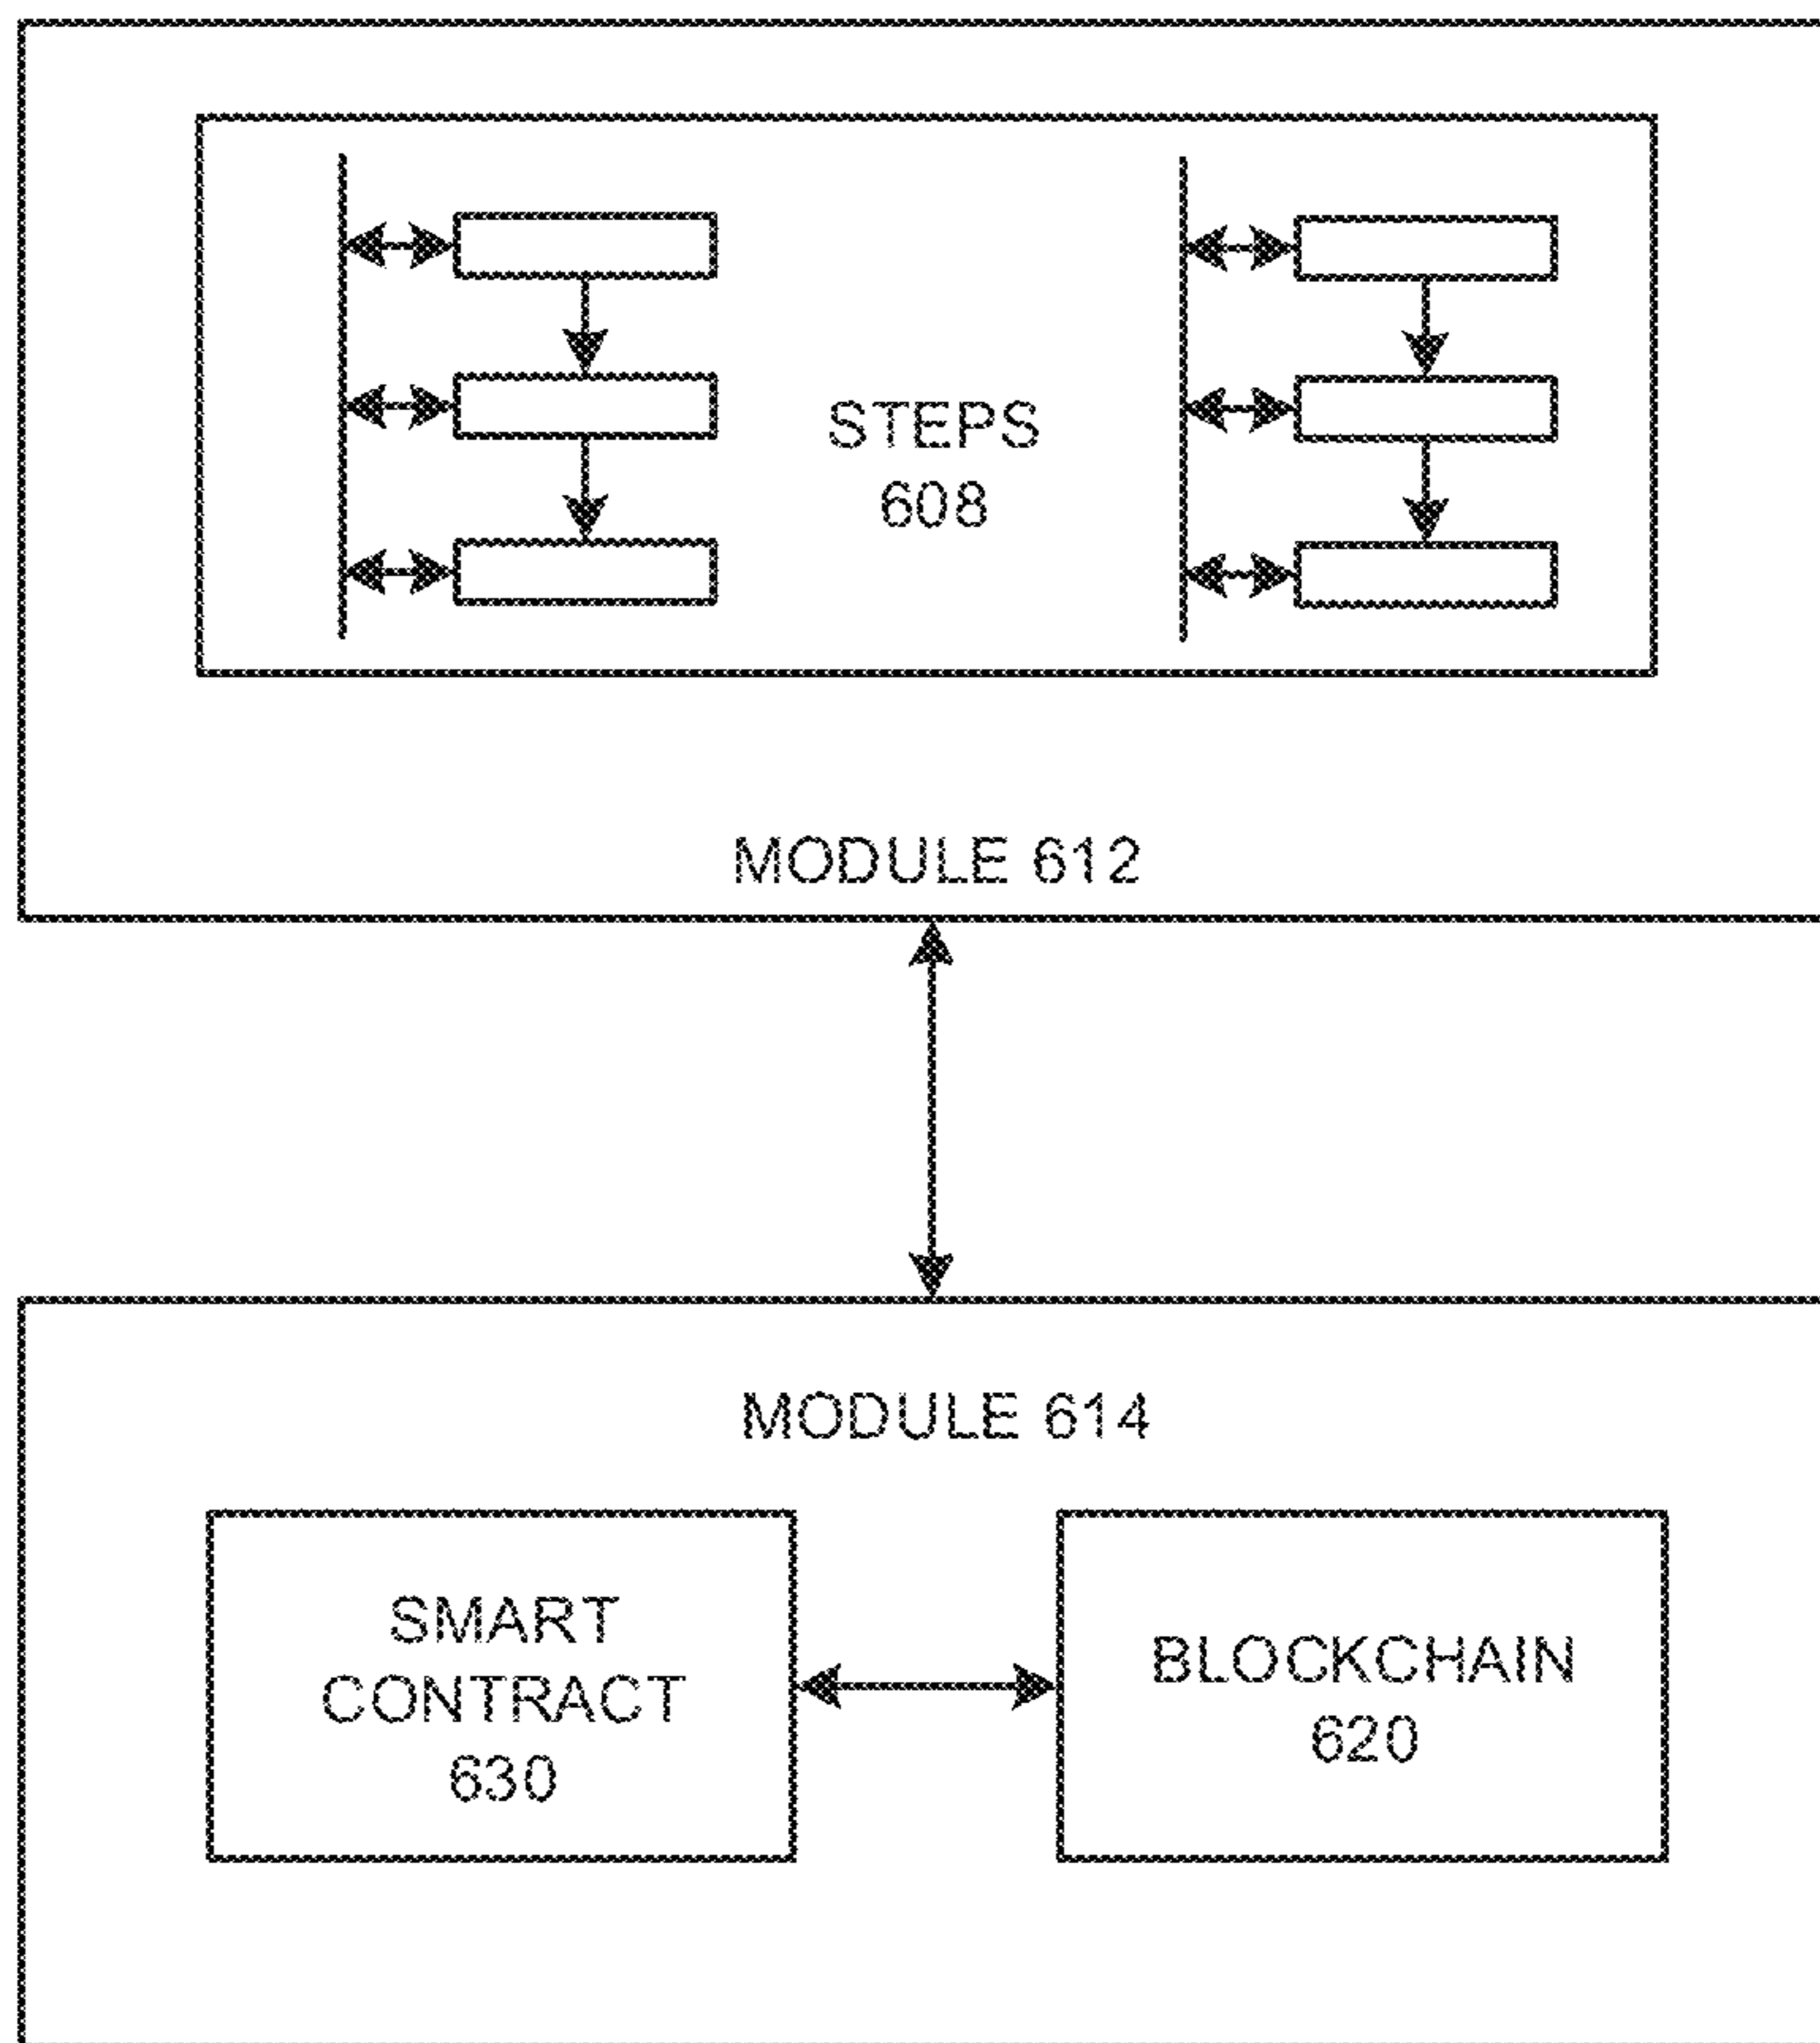 STEPS
608
MODULE 612
MODULE 614
SMART
CONTRACT
630
BLOCKCHAIN
620